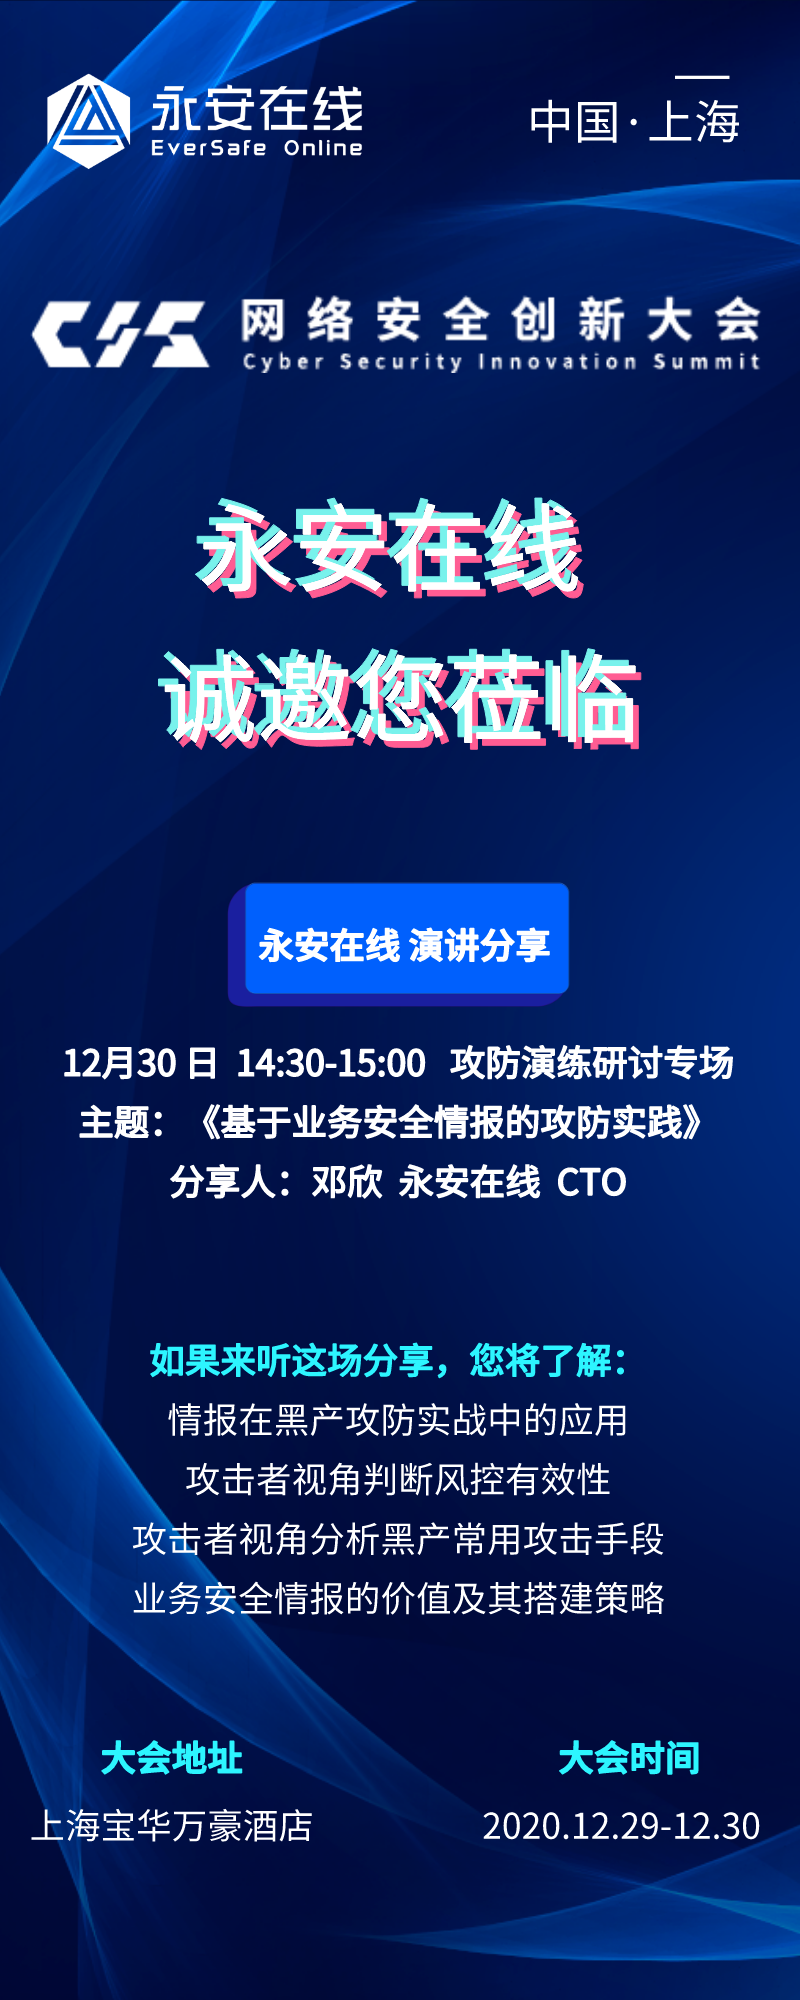 永安在线
EverSafe Online
中国·上海
CIS
网络安全创新大会
Cyber Security Innovation Summit
永安在线
诚邀您莅临
永安在线 演讲分享
12月30 日 14:30-15:00 攻防演练研讨专场
主题：《基于业务安全情报的攻防实践》
分享人：邓欣 永安在线 CTO
如果来听这场分享，您将了解：
情报在黑产攻防实战中的应用
攻击者视角判断风控有效性
攻击者视角分析黑产常用攻击手段
业务安全情报的价值及其搭建策略
大会地址
大会时间
上海宝华万豪酒店
2020.12.29-12.30